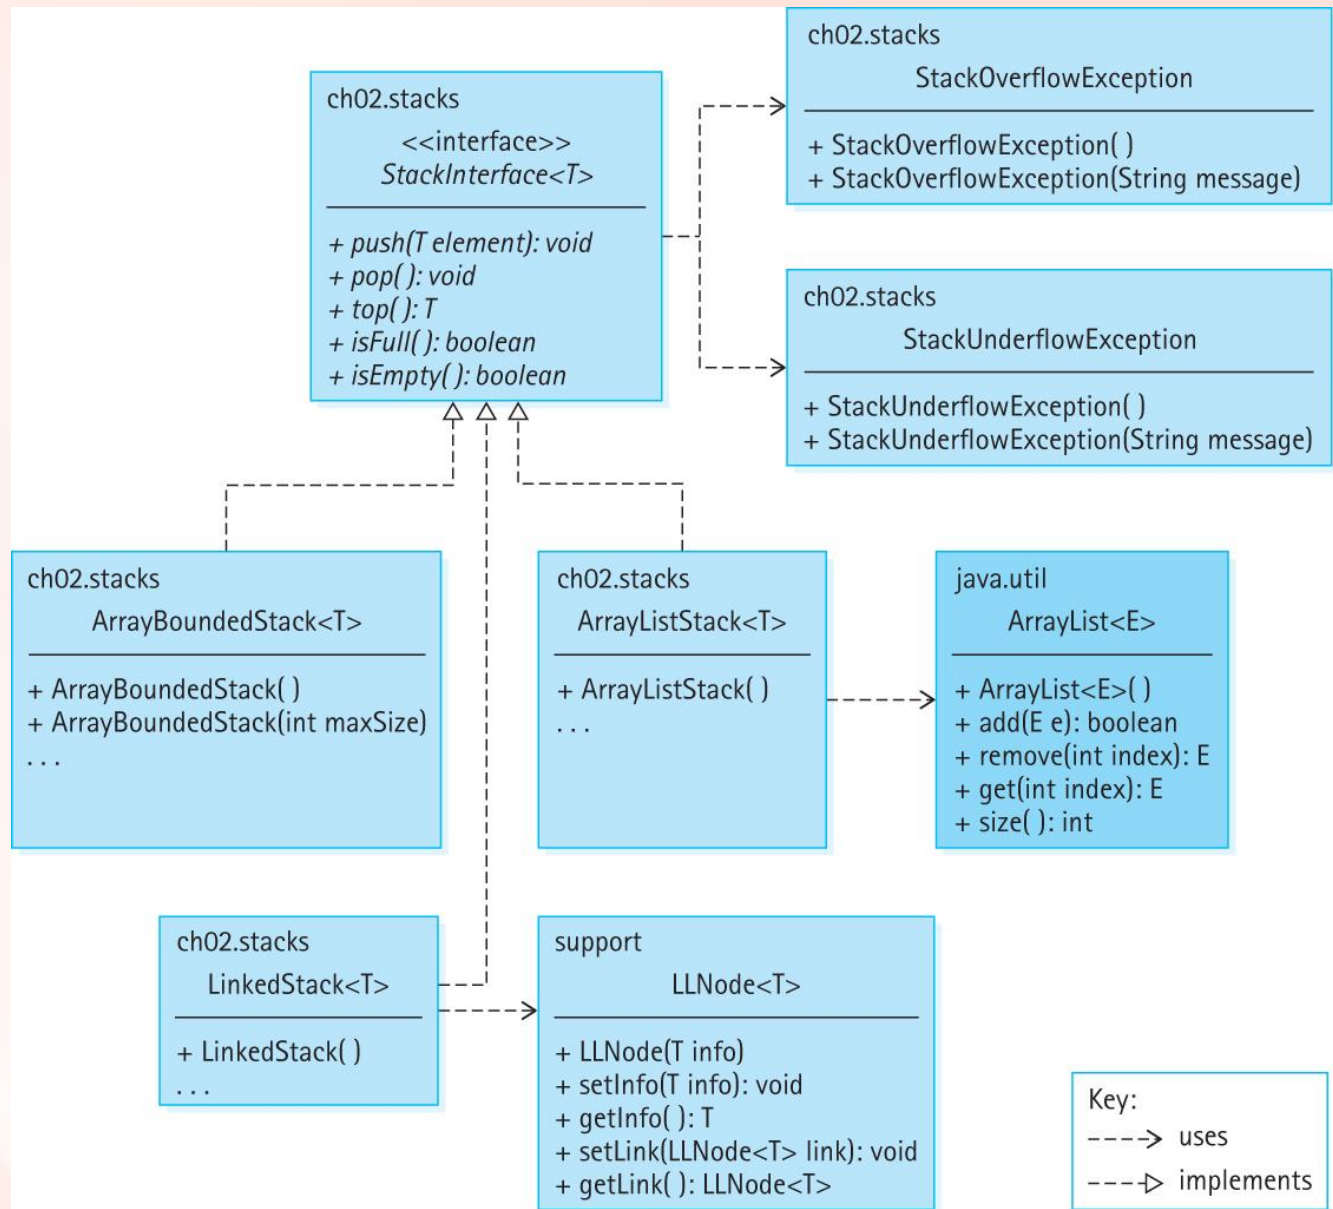 ch02.stacks
<<interface>>
StackInterface<T>
+ push(T element): void
+ pop( ): void
+ top( ): T
+ isFull( ): boolean
+ isEmpty( ): boolean
ch02.stacks
StackOverflowException
+ StackOverflowException( )
+ StackOverflowException(String message)
ch02.stacks
StackUnderflowException
+ StackUnderflowException( )
+ StackUnderflowException(String message)
ch02.stacks
ArrayBoundedStack<T>
+ ArrayBoundedStack( )
+ ArrayBoundedStack(int maxSize)
. . .
ch02.stacks
ArrayListStack<T>
+ ArrayListStack( )
. . .
java.util
ArrayList<E>
+ ArrayList<E>( )
+ add(E e): boolean
+ remove(int index): E
+ get(int index): E
+ size( ): int
ch02.stacks
LinkedStack<T>
+ LinkedStack( )
. . .
support
LLNode<T>
+ LLNode(T info)
+ setInfo(T info): void
+ getInfo( ): T
+ setLink(LLNode<T> link): void
+ getLink( ): LLNode<T>
Key:
uses
implements